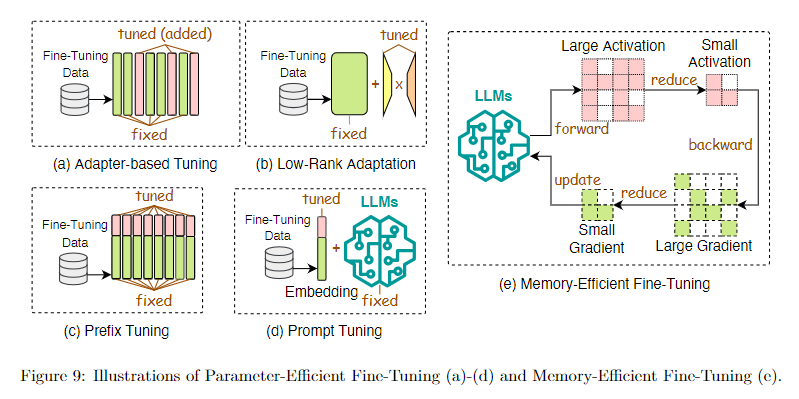 tuned (added)
Fine-Tuning
Data
fixed
(a) Adapter-based Tuning
tuned
Fine-Tuning
Data
+
x
fixed
(b) Low-Rank Adaptation
tuned
Fine-Tuning
Data
fixed
(c) Prefix Tuning
tuned
LLMs
Fine-Tuning
Data
+
Embedding
fixed
(d) Prompt Tuning
Large Activation
Small
Activation
reduce
LLMs
forward
backward
update
reduce
Small
Gradient
Large Gradient
(e) Memory-Efficient Fine-Tuning
Figure 9: Illustrations of Parameter-Efficient Fine-Tuning (a)-(d) and Memory-Efficient Fine-Tuning (e).